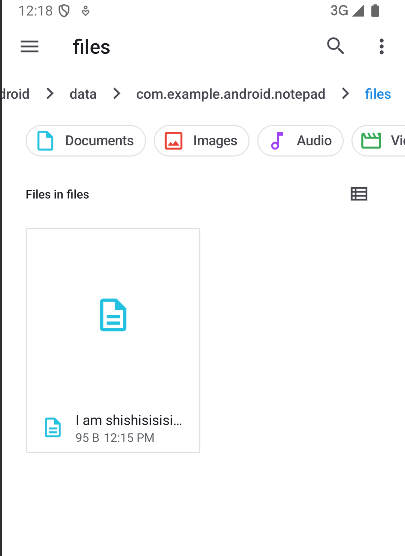 12:18 3G
files
droid data com.example.android.notepad files
Documents Images Audio Vi
Files in files
I am shishisisisi...
95 B 12:15 PM